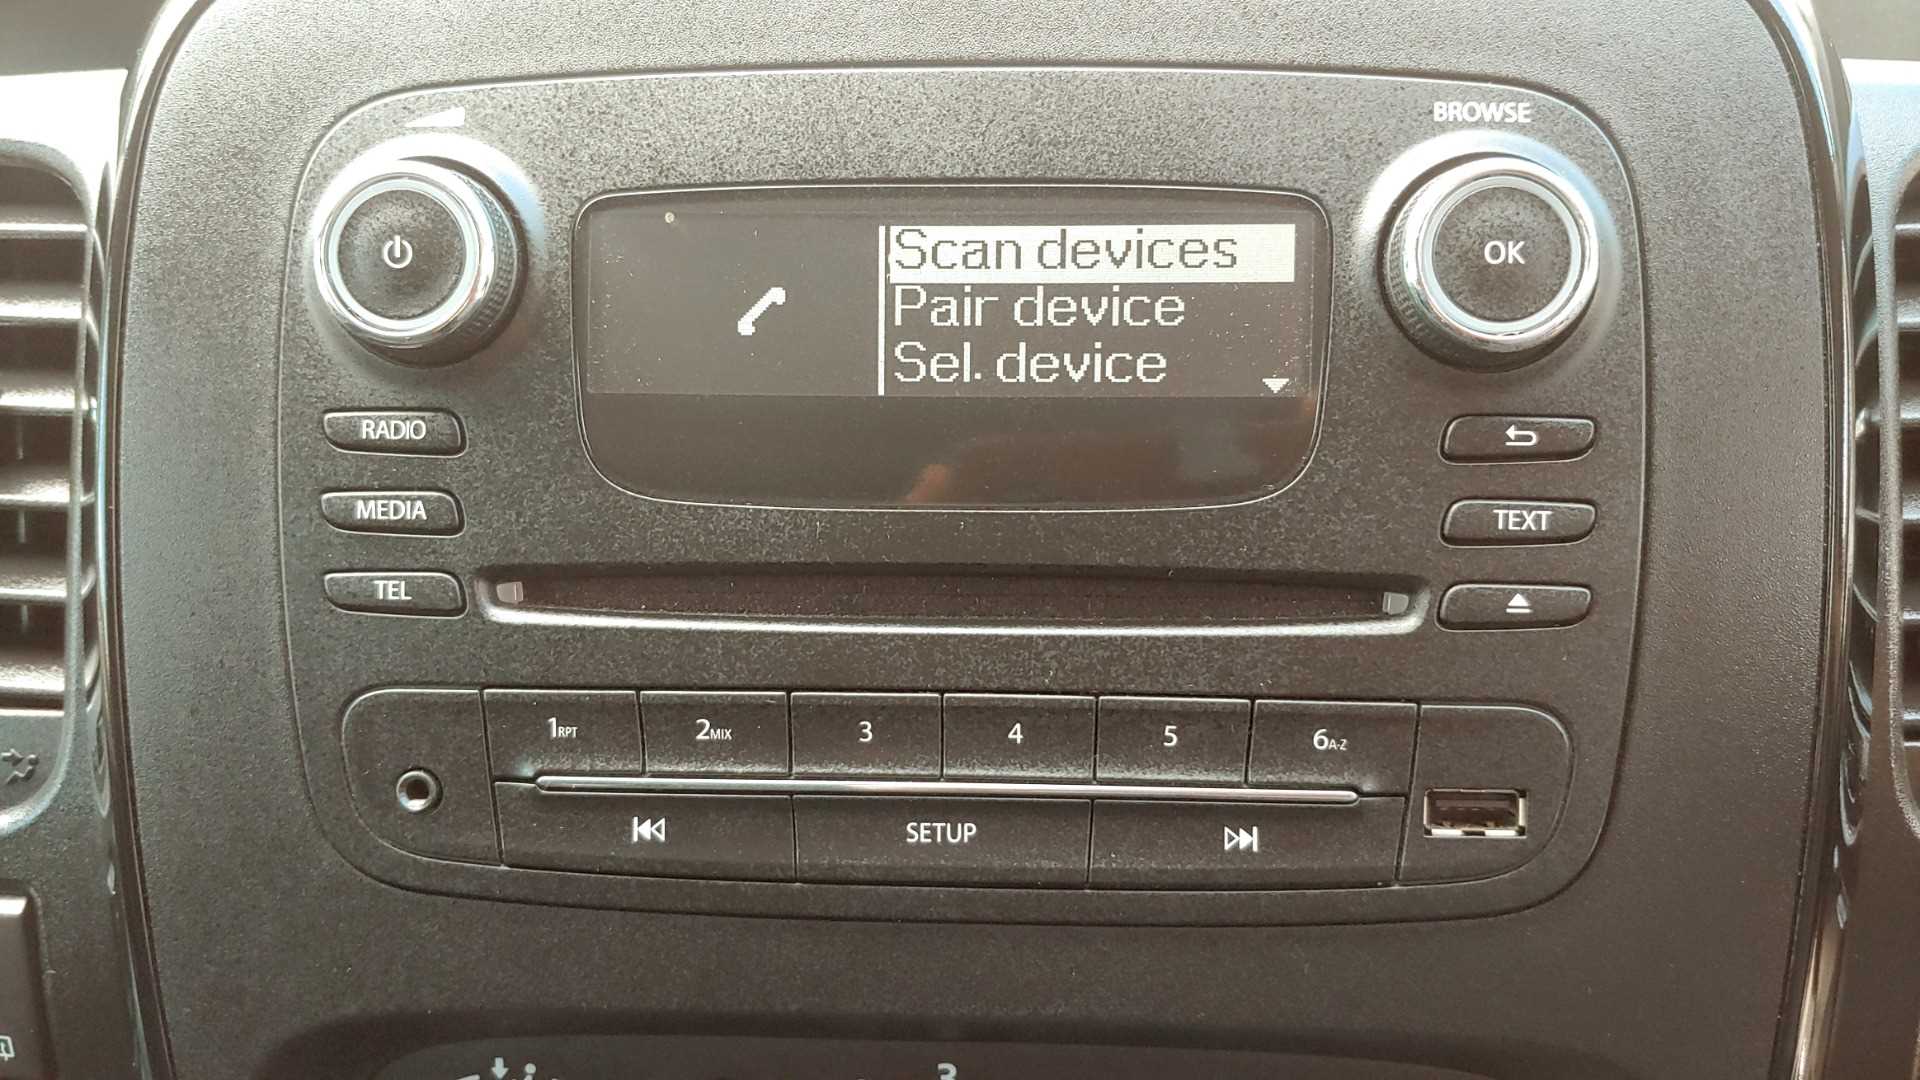 BROWSE
Scan devices
Pair device
Sel. device
OK
RADIO
MEDIA
TEXT
TEL
1RPT
2MIX
3
4
5
6A-Z
SETUP
3